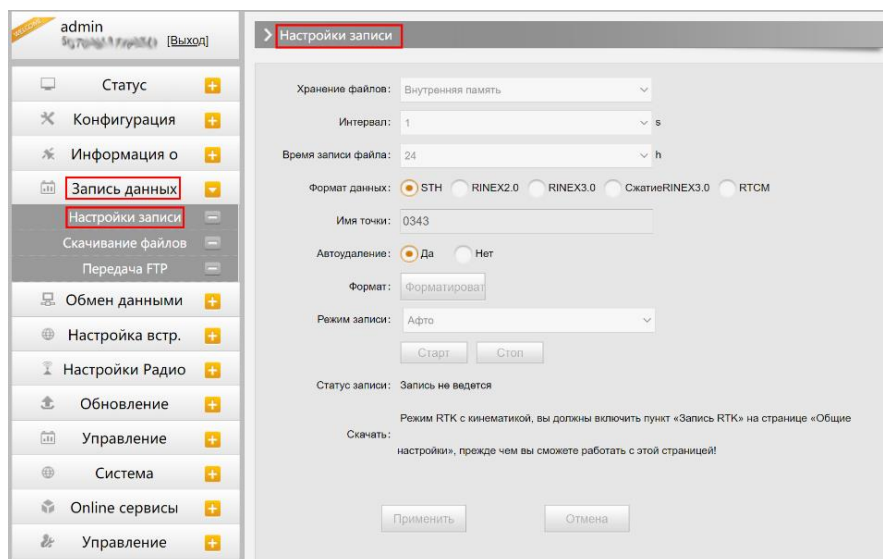 WELCOME
admin
[Выход]
Статус
Конфигурация
Информация о
Запись данных
Настройки записи
Скачивание файлов
Передача FTP
Обмен данными
Настройка встр.
Настройки Радио
Обновление
Управление
Система
Online сервисы
Управление
Настройки записи
Хранение файлов: Внутренняя память
Интервал: 1 s
Время записи файла: 24 h
Формат данных: STH RINEX2.0 RINEX3.0 СжатиеRINEX3.0 RTCM
Имя точки: 0343
Автоудаление: Да Нет
Формат: Форматироват
Режим записи: Афто
Старт Стоп
Статус записи: Запись не ведется
Скачать: Режим RTK с кинематикой, вы должны включить пункт «Запись RTK» на странице «Общие
настройки», прежде чем вы сможете работать с этой страницей!
Применить Отмена